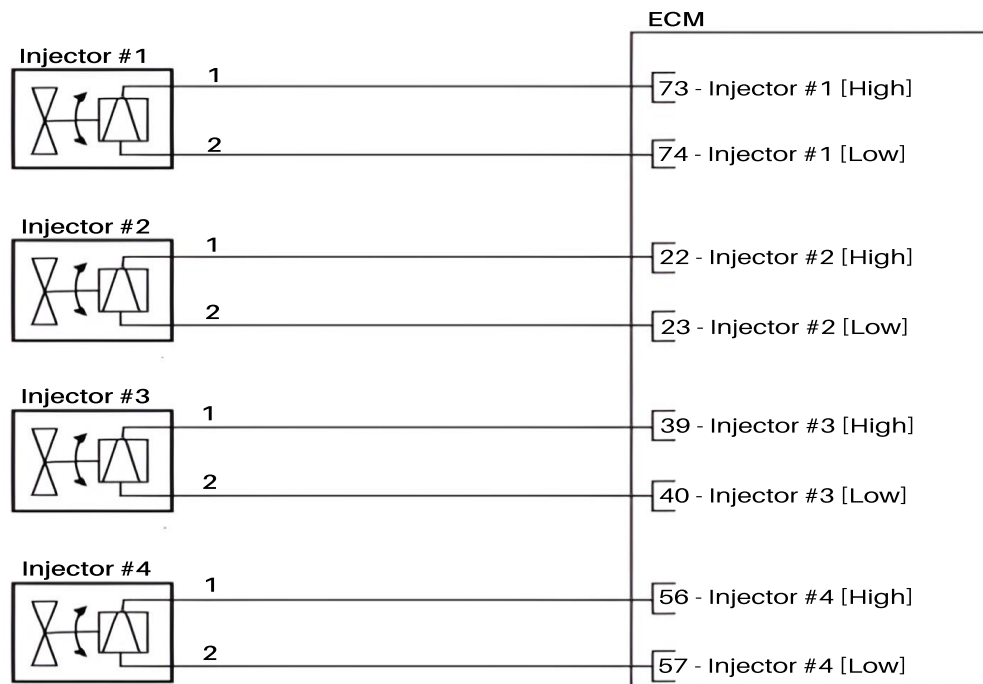 ECM
Injector #1
1
73 - Injector #1 [High]
2
74 - Injector #1 [Low]
Injector #2
1
22 - Injector #2 [High]
2
23 - Injector #2 [Low]
Injector #3
1
39 - Injector #3 [High]
2
40 - Injector #3 [Low]
Injector #4
1
56 - Injector #4 [High]
2
57 - Injector #4 [Low]